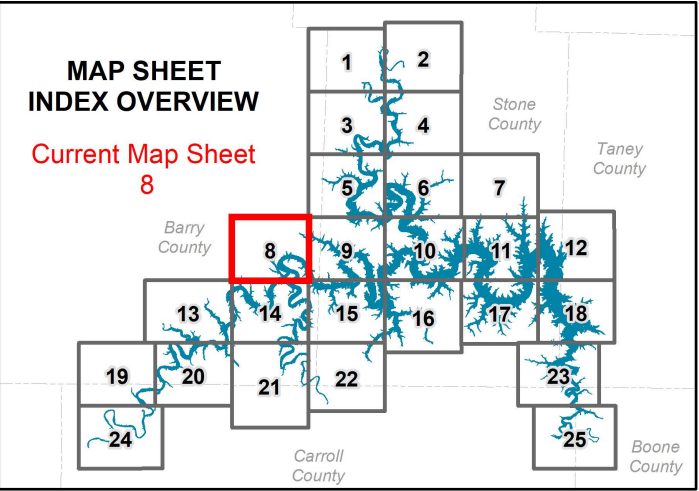 MAP SHEET
INDEX OVERVIEW
Current Map Sheet
8
1
2
3
4
Stone
County
Taney
County
5
6
7
Barry
County
8
9
10
11
12
13
14
15
16
17
18
19
20
21
22
23
24
25
Carroll
County
Boone
County